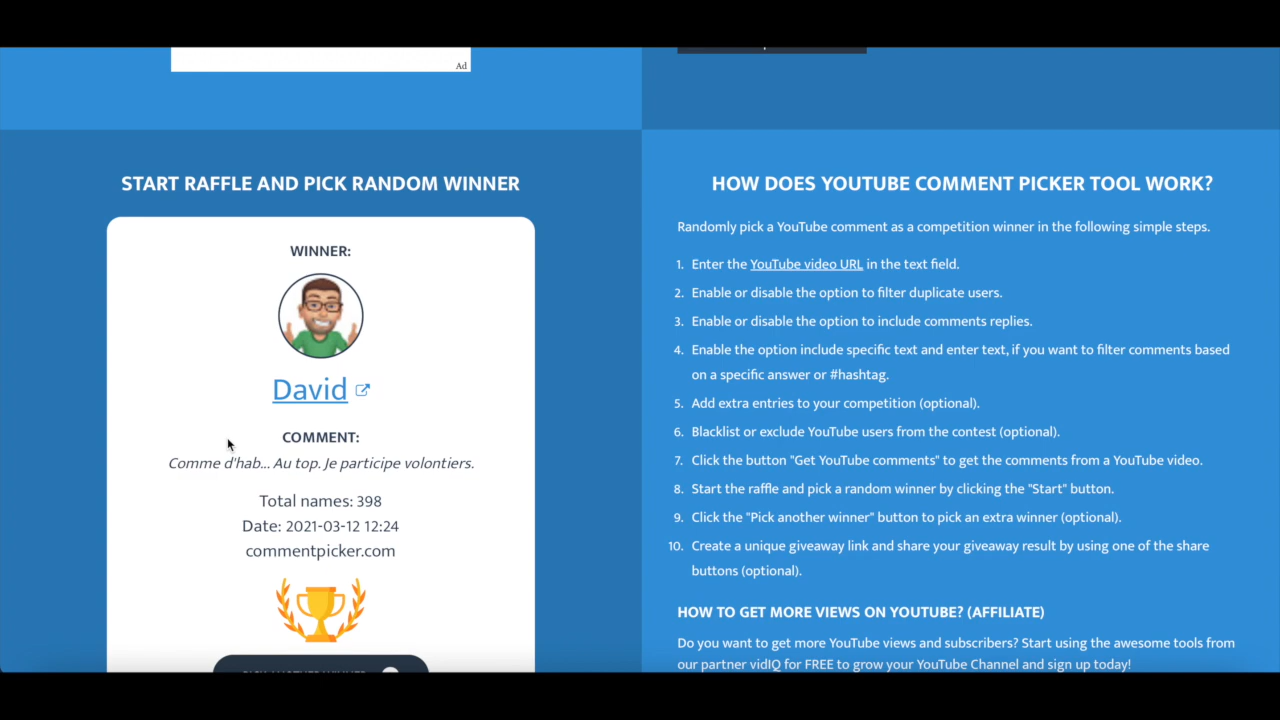 Ad
START RAFFLE AND PICK RANDOM WINNER
WINNER:
David
COMMENT:
Comme d'hab... Au top. Je participe volontiers.
Total names: 398
Date: 2021-03-12 12:24
commentpicker.com
HOW DOES YOUTUBE COMMENT PICKER TOOL WORK?
Randomly pick a YouTube comment as a competition winner in the following simple steps.
1. Enter the YouTube video URL in the text field.
2. Enable or disable the option to filter duplicate users.
3. Enable or disable the option to include comments replies.
4. Enable the option include specific text and enter text, if you want to filter comments based
on a specific answer or #hashtag.
5. Add extra entries to your competition (optional).
6. Blacklist or exclude YouTube users from the contest (optional).
7. Click the button "Get YouTube comments" to get the comments from a YouTube video.
8. Start the raffle and pick a random winner by clicking the "Start" button.
9. Click the "Pick another winner" button to pick an extra winner (optional).
10. Create a unique giveaway link and share your giveaway result by using one of the share
buttons (optional).
HOW TO GET MORE VIEWS ON YOUTUBE? (AFFILIATE)
Do you want to get more YouTube views and subscribers? Start using the awesome tools from
our partner vidIQ for FREE to grow your YouTube Channel and sign up today!